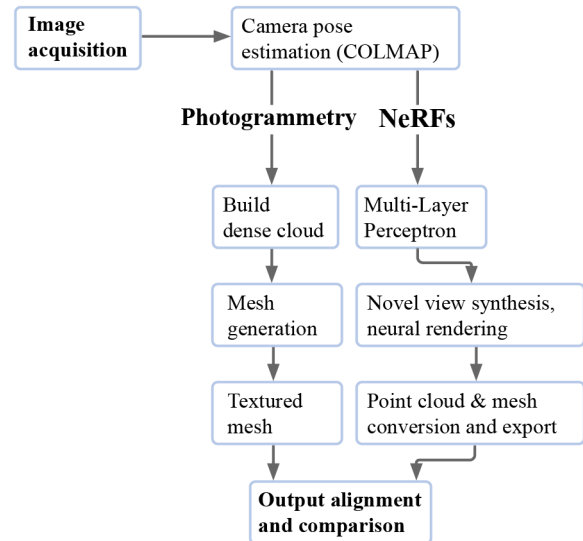 Image
acquisition
Camera pose
estimation (COLMAP)
Photogrammetry
NeRFs
Build
dense cloud
Multi-Layer
Perceptron
Mesh
generation
Novel view synthesis,
neural rendering
Textured
mesh
Point cloud & mesh
conversion and export
Output alignment
and comparison